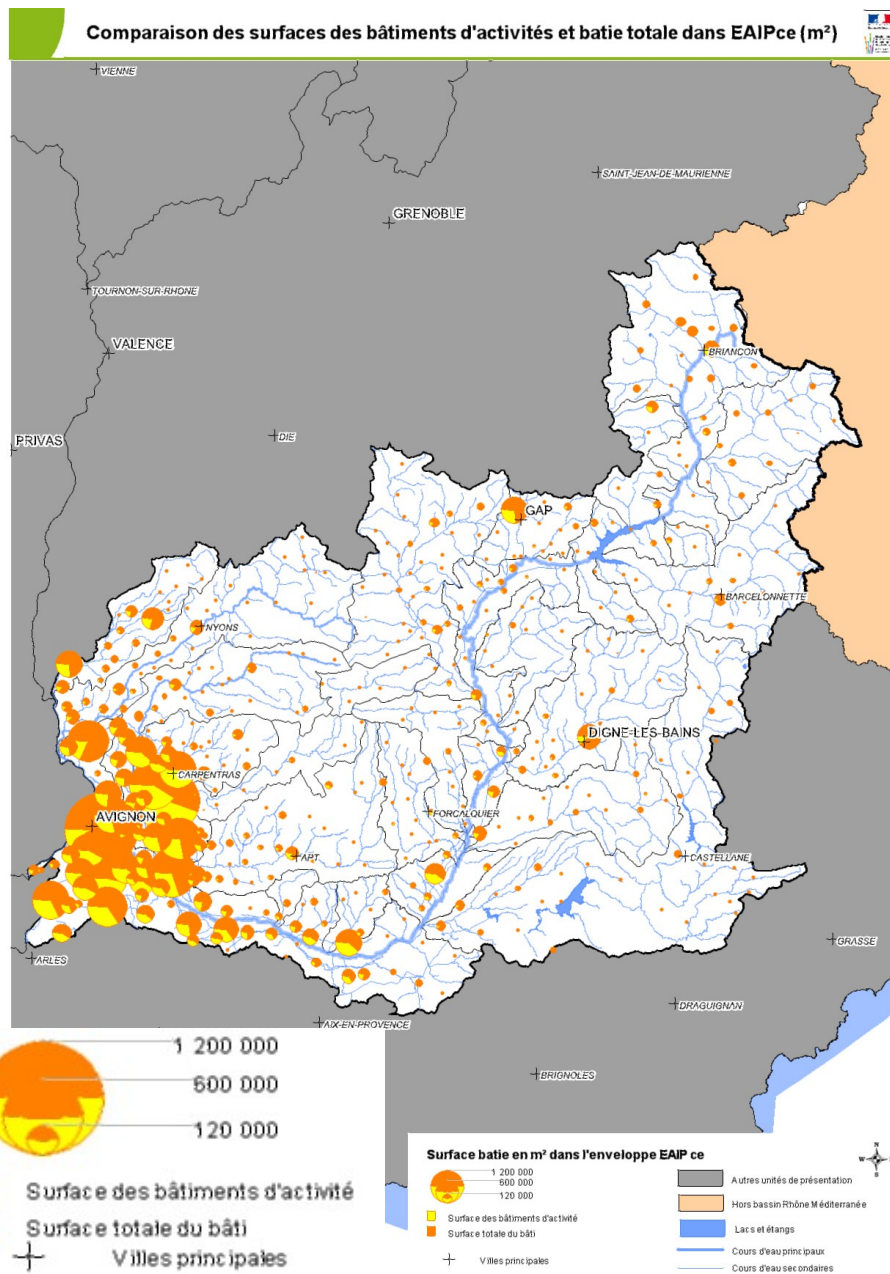 Comparaison des surfaces des bâtiments d'activités et batie totale dans EAIPce (m²)
VIENNE
SAINT-JEAN-DE-MAURIENNE
GRENOBLE
TOURNON-SUR-RHONE
VALENCE
BRIANCON
PRIVAS
DIE
GAP
BARCELONNETTE
NYONS
DIGNE-LES-BAINS
CARPENTRAS
AVIGNON
FORCALQUIER
APT
CASTELLANE
GRASSE
ARLES
DRAGUIGNAN
AIX-EN-PROVENCE
BRIGNOLES
1 200 000
600 000
120 000
Surface des bâtiments d'activité
Surface totale du bâti
Villes principales
Surface batie en m² dans l'enveloppe EAIP ce
1 200 000
600 000
120 000
Surface des bâtiments d'activité
Surface totale du bâti
Villes principales
Autres unités de présentation
Hors bassin Rhône Méditerranée
Lacs et étangs
Cours d'eau principaux
Cours d'eau secondaires
N
W
S